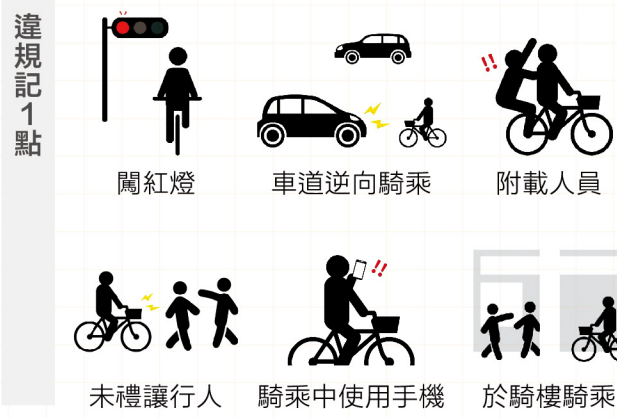 違規記1點
闖紅燈
車道逆向騎乘
附載人員
未禮讓行人
騎乘中使用手機
於騎樓騎乘